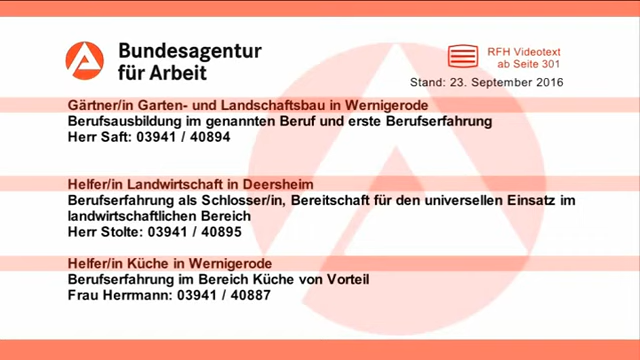 Bundesagentur
für Arbeit
RFH Videotext
ab Seite 301
Stand: 23. September 2016
Gärtner/in Garten- und Landschaftsbau in Wernigerode
Berufsausbildung im genannten Beruf und erste Berufserfahrung
Herr Saft: 03941 / 40894
Helfer/in Landwirtschaft in Deersheim
Berufserfahrung als Schlosser/in, Bereitschaft für den universellen Einsatz im
landwirtschaftlichen Bereich
Herr Stolte: 03941 / 40895
Helfer/in Küche in Wernigerode
Berufserfahrung im Bereich Küche von Vorteil
Frau Herrmann: 03941 / 40887